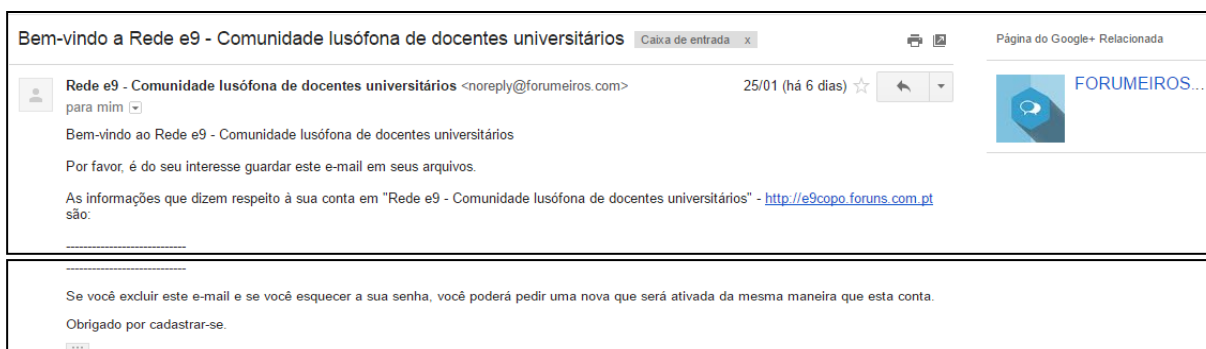 Bem-vindo a Rede e9 - Comunidade lusófona de docentes universitários Caixa de entrada x
Página do Google+ Relacionada
Rede e9 - Comunidade lusófona de docentes universitários <noreply@forumeiros.com> 25/01 (há 6 dias)
para mim
FORUMEIROS...
Bem-vindo ao Rede e9 - Comunidade lusófona de docentes universitários
Por favor, é do seu interesse guardar este e-mail em seus arquivos.
As informações que dizem respeito à sua conta em "Rede e9 - Comunidade lusófona de docentes universitários" - http://e9copo.foruns.com.pt
são:
----------------------------
----------------------------
Se você excluir este e-mail e se você esquecer a sua senha, você poderá pedir uma nova que será ativada da mesma maneira que esta conta.
Obrigado por cadastrar-se.